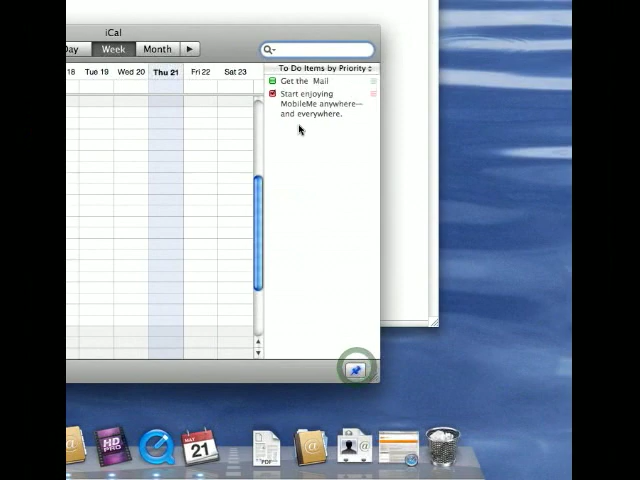 iCal
Day Week Month
18 Tue 19 Wed 20 Thu 21 Fri 22 Sat 23
To Do Items by Priority
Get the Mail
Start enjoying
MobileMe anywhere—
and everywhere.
HD
PRO
MAY
21
PDF
@
@